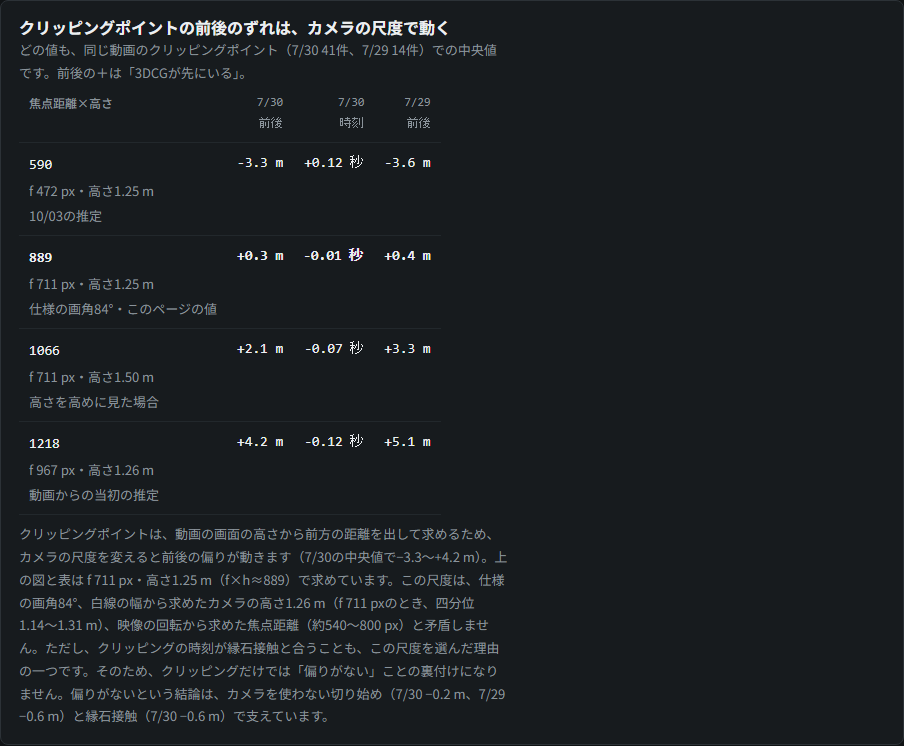 クリッピングポイントの前後のずれは、カメラの尺度で動く
どの値も、同じ動画のクリッピングポイント（7/30 41件、7/29 14件）での中央値
です。前後の＋は「3DCGが先にいる」。
焦点距離×高さ 7/30 7/30 7/29
前後 時刻 前後
590 -3.3 m +0.12 秒 -3.6 m
f 472 px・高さ1.25 m
10/03の推定
889 +0.3 m -0.01 秒 +0.4 m
f 711 px・高さ1.25 m
仕様の画角84°・このページの値
1066 +2.1 m -0.07 秒 +3.3 m
f 711 px・高さ1.50 m
高さを高めに見た場合
1218 +4.2 m -0.12 秒 +5.1 m
f 967 px・高さ1.26 m
動画からの当初の推定
クリッピングポイントは、動画の画面の高さから前方の距離を出して求めるため、
カメラの尺度を変えると前後の偏りが動きます（7/30の中央値で−3.3〜+4.2 m）。上
の図と表は f 711 px・高さ1.25 m（f×h≈889）で求めています。この尺度は、仕様
の画角84°、白線の幅から求めたカメラの高さ1.26 m（f 711 pxのとき、四分位
1.14〜1.31 m）、映像の回転から求めた焦点距離（約540〜800 px）と矛盾しませ
ん。ただし、クリッピングの時刻が縁石接触と合うことも、この尺度を選んだ理由
の一つです。そのため、クリッピングだけでは「偏りがない」ことの裏付けになり
ません。偏りがないという結論は、カメラを使わない切り始め（7/30 −0.2 m、7/29
−0.6 m）と縁石接触（7/30 −0.6 m）で支えています。